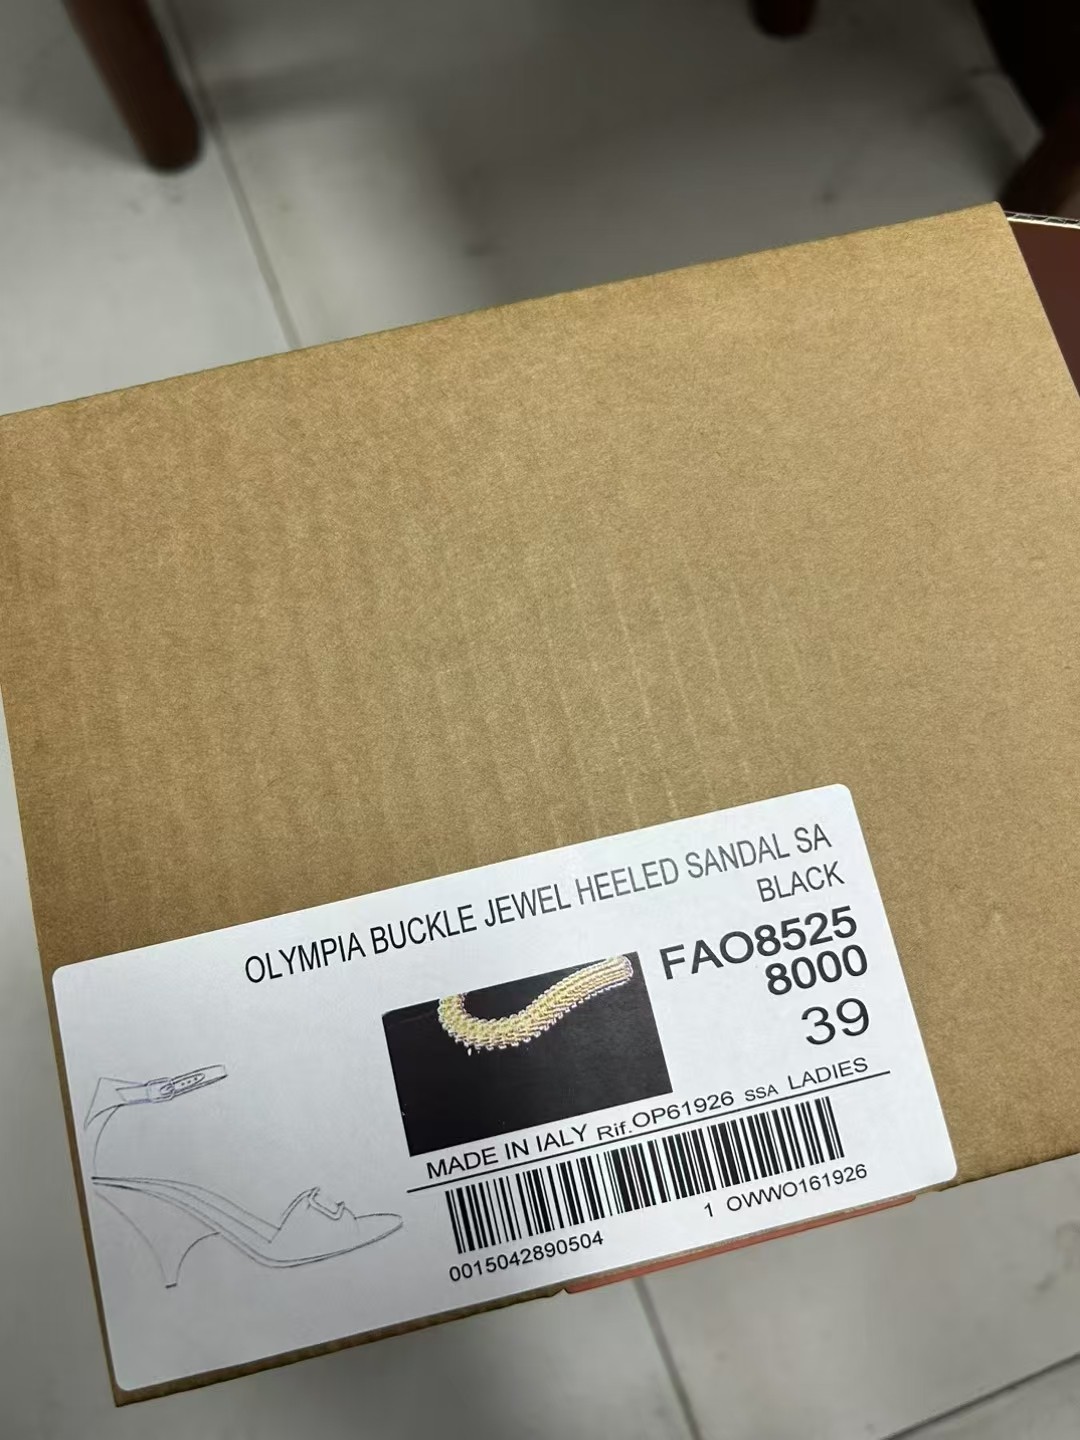 OLYMPIA BUCKLE JEWEL HEELED SANDAL SA
BLACK
FAO8525
8000
39
MADE IN IALY Rif.OP61926 SSA LADIES
1 OWWO161926
0015042890504